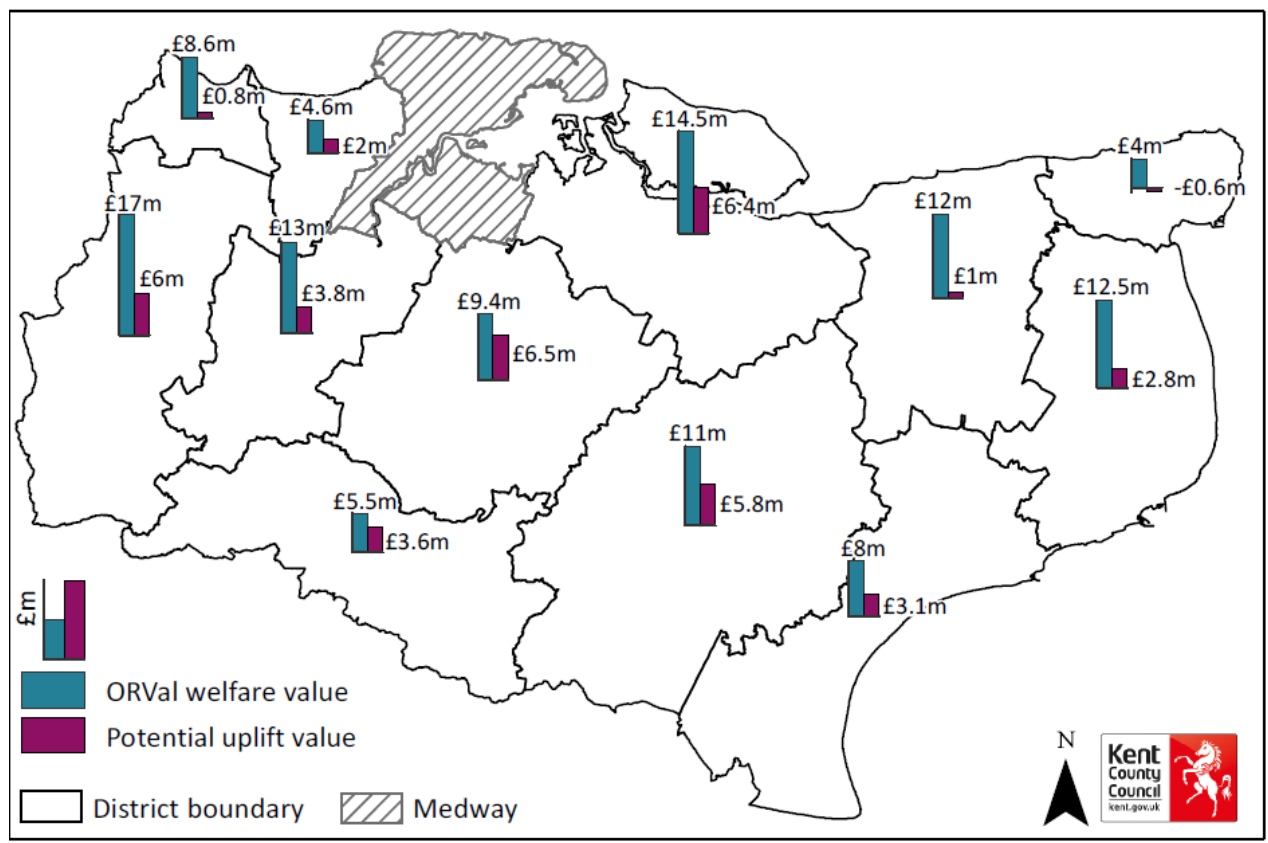 £8.6m
£0.8m
£4.6m
£2m
£14.5m
£6.4m
£4m
-£0.6m
£17m
£6m
£13m
£3.8m
£12m
£1m
£9.4m
£6.5m
£12.5m
£2.8m
£11m
£5.8m
£5.5m
£3.6m
£8m
£3.1m
£m
ORVal welfare value
Potential uplift value
District boundary
Medway
N
Kent
County
Council
kent.gov.uk